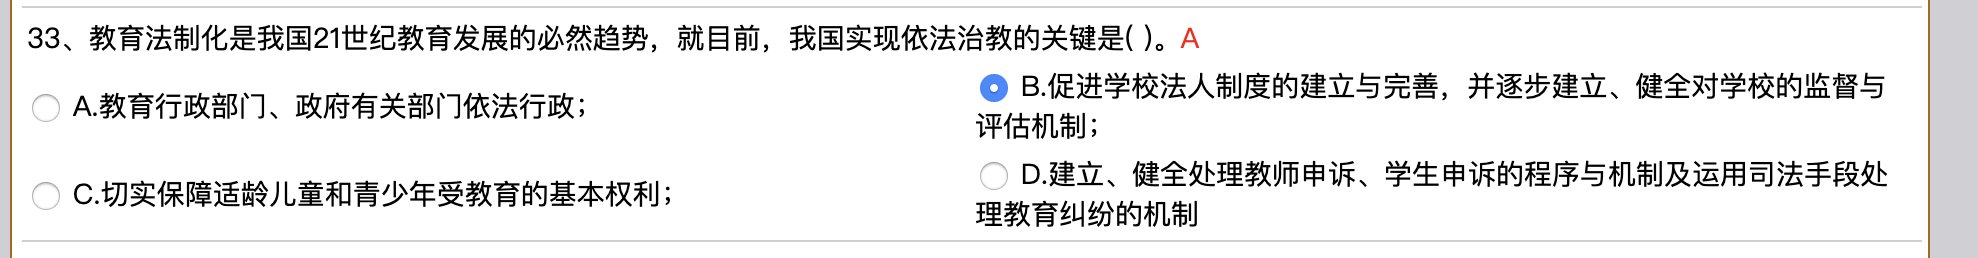 33、教育法制化是我国21世纪教育发展的必然趋势，就目前，我国实现依法治教的关键是( )。A
A.教育行政部门、政府有关部门依法行政；
B.促进学校法人制度的建立与完善，并逐步建立、健全对学校的监督与
评估机制；
C.切实保障适龄儿童和青少年受教育的基本权利；
D.建立、健全处理教师申诉、学生申诉的程序与机制及运用司法手段处
理教育纠纷的机制